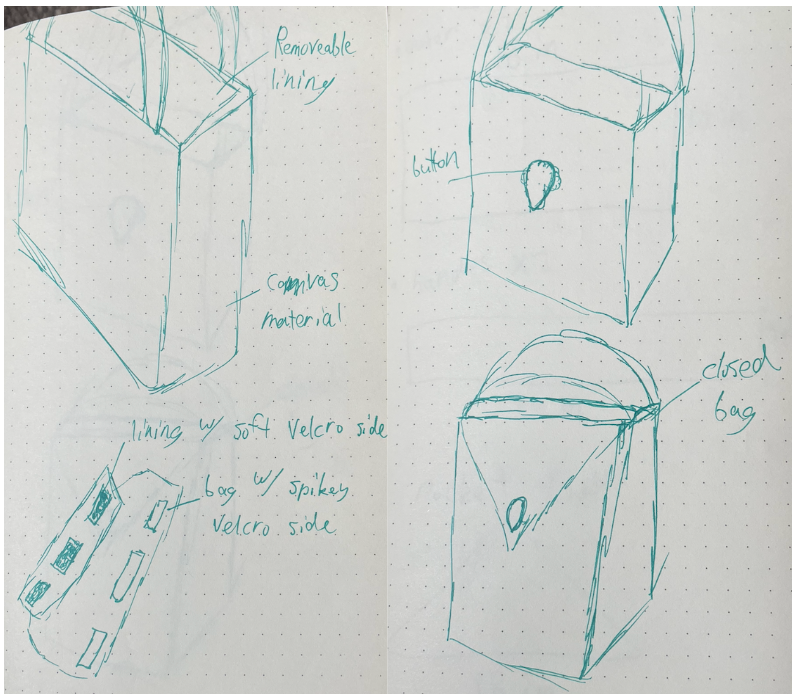 Removeable
lining
canvas
material
lining w/ soft velcro side
bag w/ spikey
velcro side
button
closed
bag